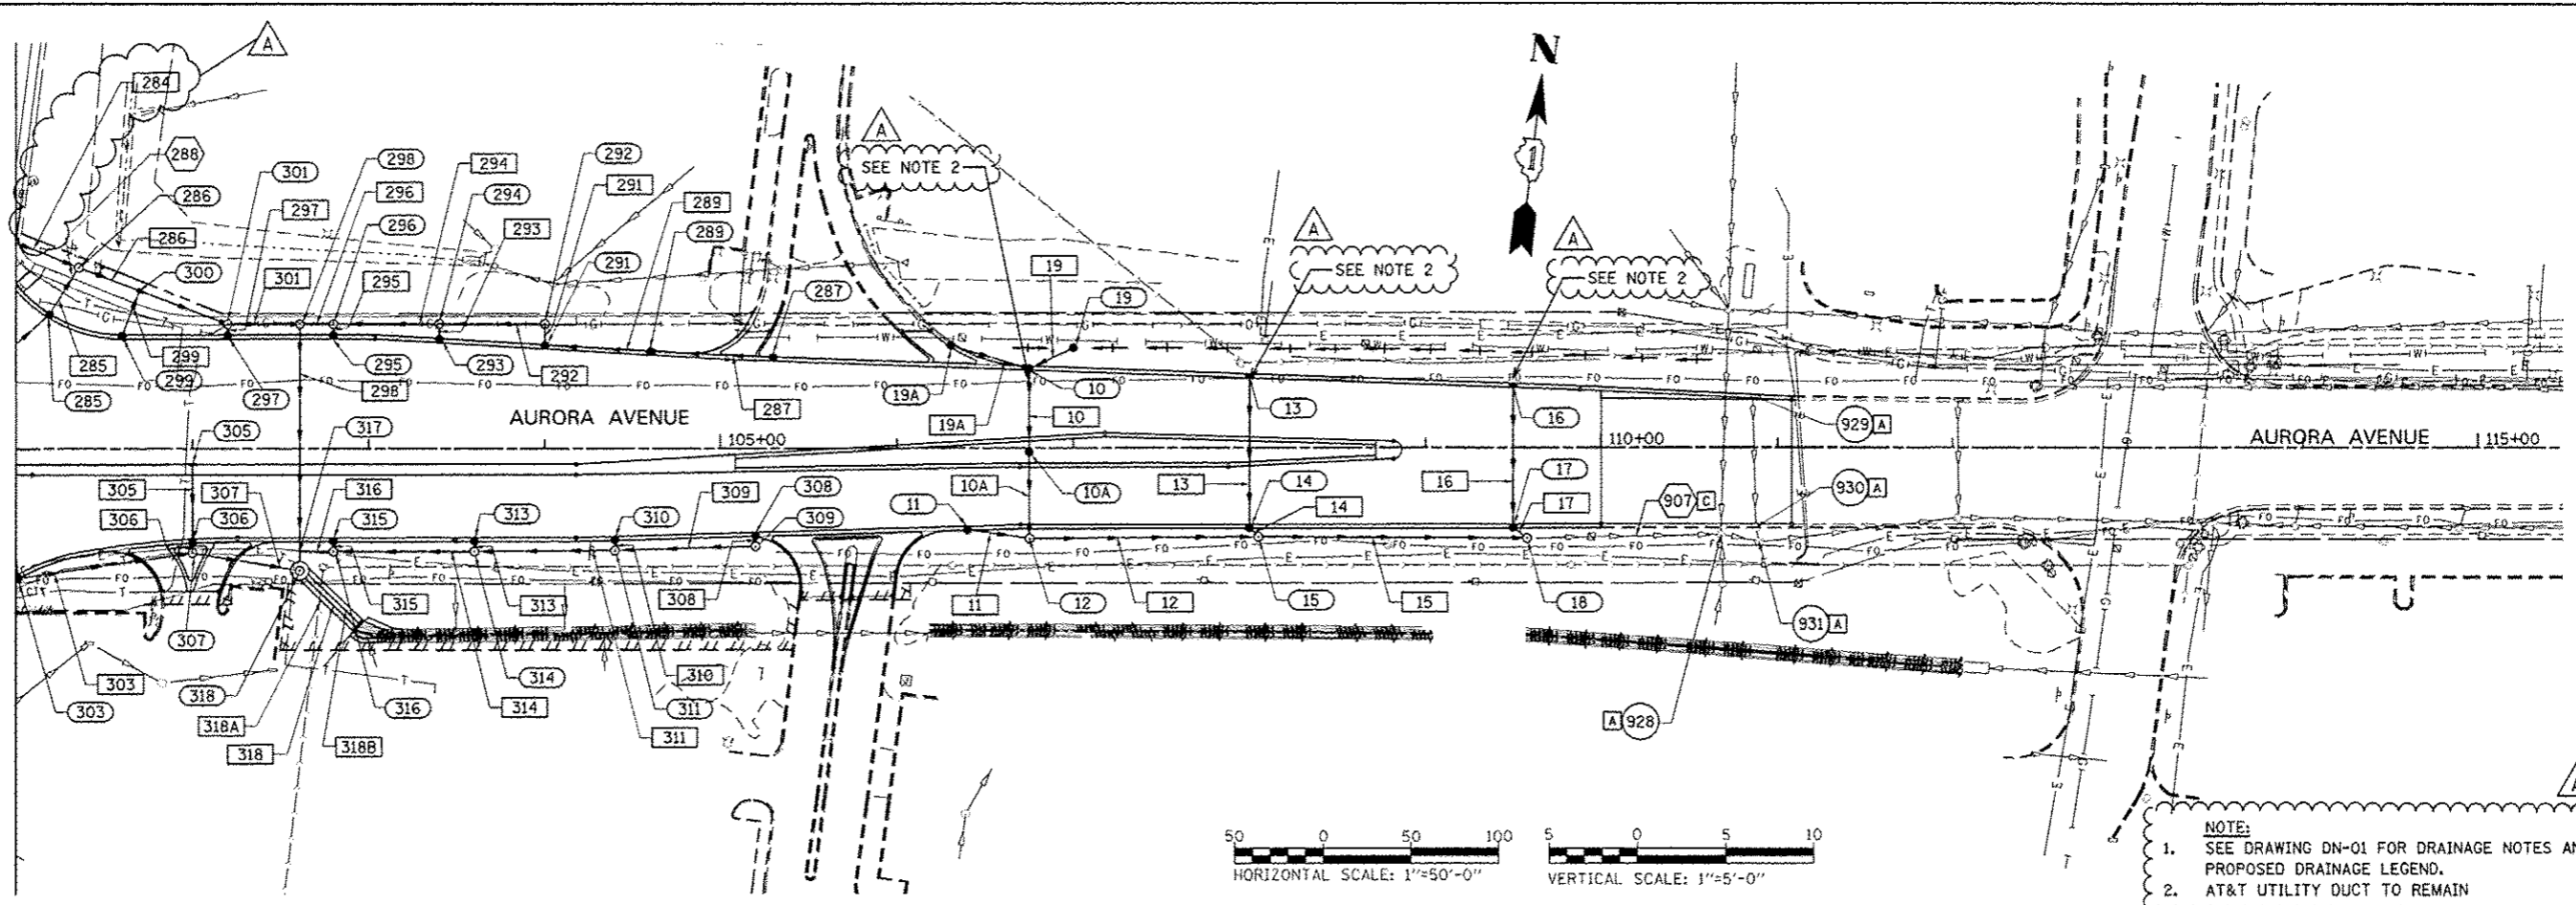 A
284
N
A
288
301
298
294
292
SEE NOTE 2
1
286
297
296
294
291
289
A
A
286
300
301
296
293
289
291
19
SEE NOTE 2
SEE NOTE 2
295
287
19
285
299
299
297
295
293
292
10
285
298
287
19A
13
16
AURORA AVENUE
10
929 A
305
317
19A
105+00
110+00
AURORA AVENUE
115+00
305
307
316
309
308
10A
10A
13
14
16
17
930 A
306
306
315
313
310
309
11
14
17
907 C
307
315
313
308
11
12
12
15
15
18
931 A
303
318
314
310
303
316
314
311
A 928
318A
311
318
318B
50 0 50 100
HORIZONTAL SCALE: 1"=50'-0"
5 0 5 10
VERTICAL SCALE: 1"=5'-0"
NOTE:
1. SEE DRAWING DN-01 FOR DRAINAGE NOTES
PROPOSED DRAINAGE LEGEND.
2. AT&T UTILITY DUCT TO REMAIN